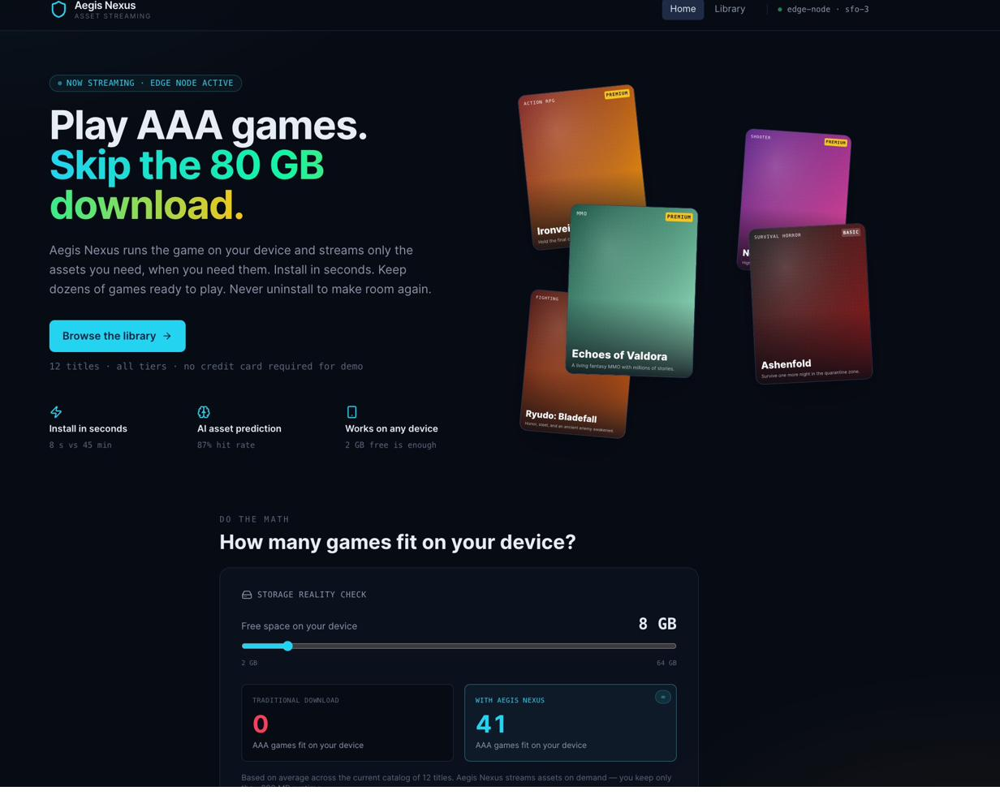 Aegis Nexus
ASSET STREAMING
Home
Library
edge-node · sfo-3
NOW STREAMING · EDGE NODE ACTIVE
Play AAA games.
Skip the 80 GB
download.
Aegis Nexus runs the game on your device and streams only the
assets you need, when you need them. Install in seconds. Keep
dozens of games ready to play. Never uninstall to make room again.
Browse the library →
12 titles · all tiers · no credit card required for demo
Install in seconds
8 s vs 45 min
AI asset prediction
87% hit rate
Works on any device
2 GB free is enough
ACTION RPG
PREMIUM
Ironvei
Hold the final c
SHOOTER
PREMIUM
N
Hig
MMO
PREMIUM
Echoes of Valdora
A living fantasy MMO with millions of stories.
SURVIVAL HORROR
BASIC
Ashenfold
Survive one more night in the quarantine zone.
FIGHTING
Ryudo: Bladefall
Honor, steel, and an ancient enemy awakened.
DO THE MATH
How many games fit on your device?
STORAGE REALITY CHECK
Free space on your device
8 GB
2 GB
64 GB
TRADITIONAL DOWNLOAD
0
AAA games fit on your device
WITH AEGIS NEXUS
∞
41
AAA games fit on your device
Based on average across the current catalog of 12 titles. Aegis Nexus streams assets on demand — you keep only